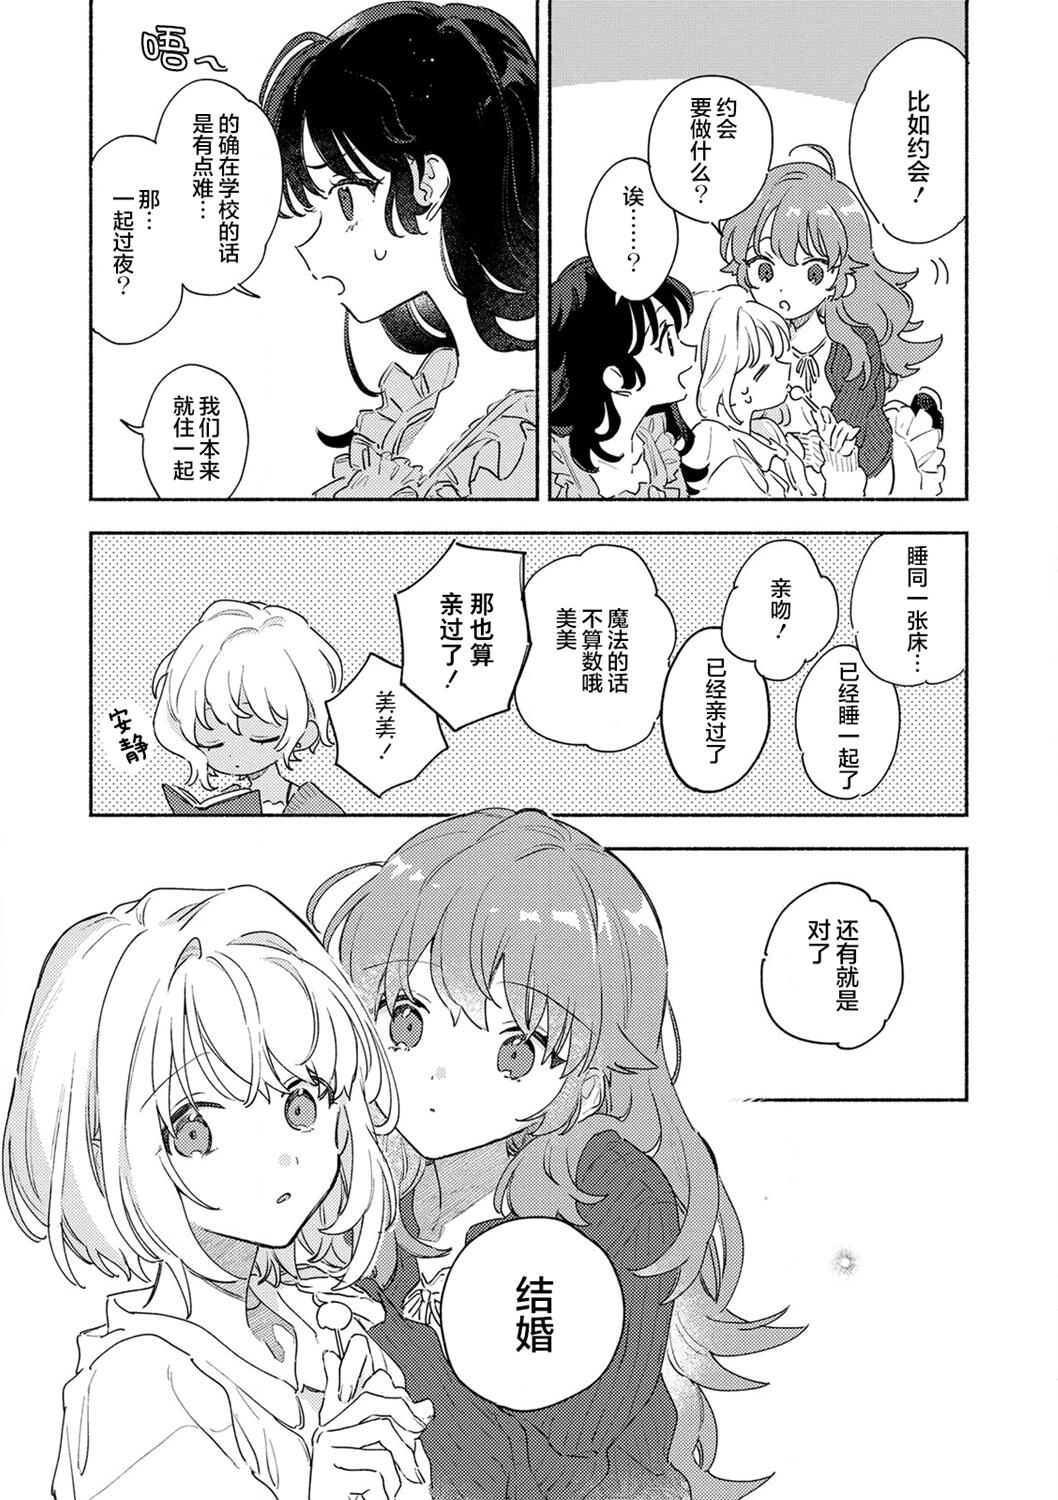 比如约会！
约会
要做什么？
诶………？
唔～
的确在学校的话
是有点难…
那…
一起过夜？
我们本来
就住一起
睡同一张床…
已经睡一起了
亲吻！
已经亲过了
魔法的话
不算数哦
美美
那也算
亲过了！
美美！
安静
还有就是
对了
结婚